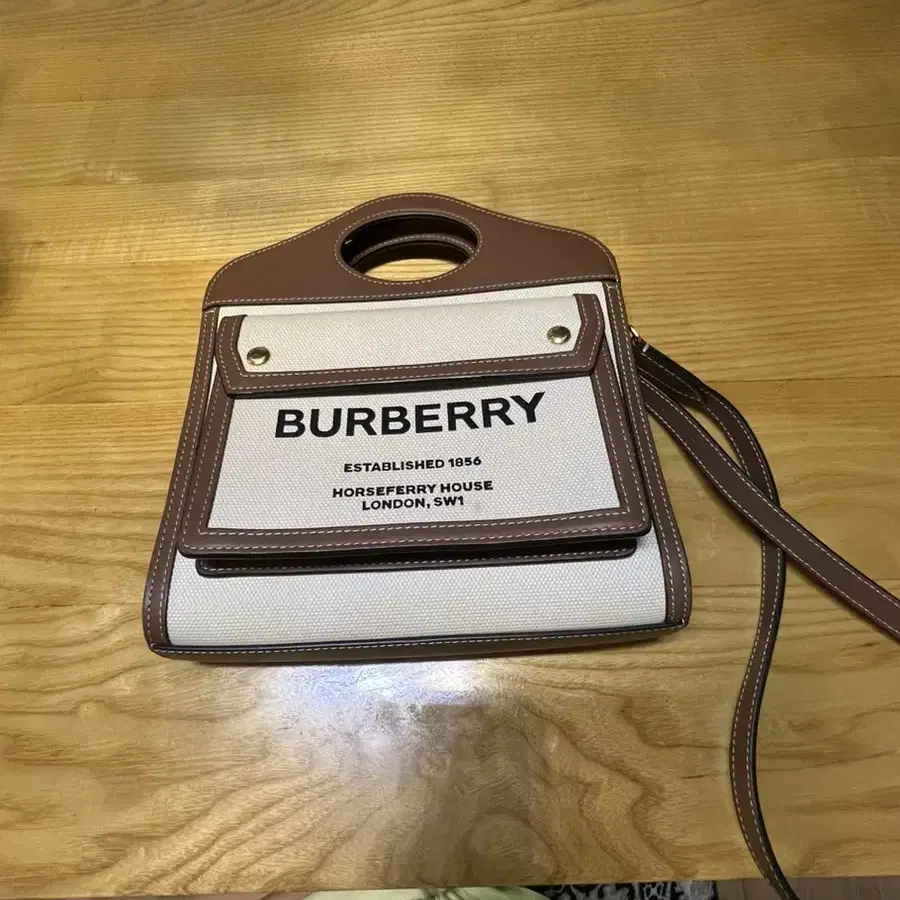 BURBERRY
ESTABLISHED 1856
HORSEFERRY HOUSE
LONDON, SW1